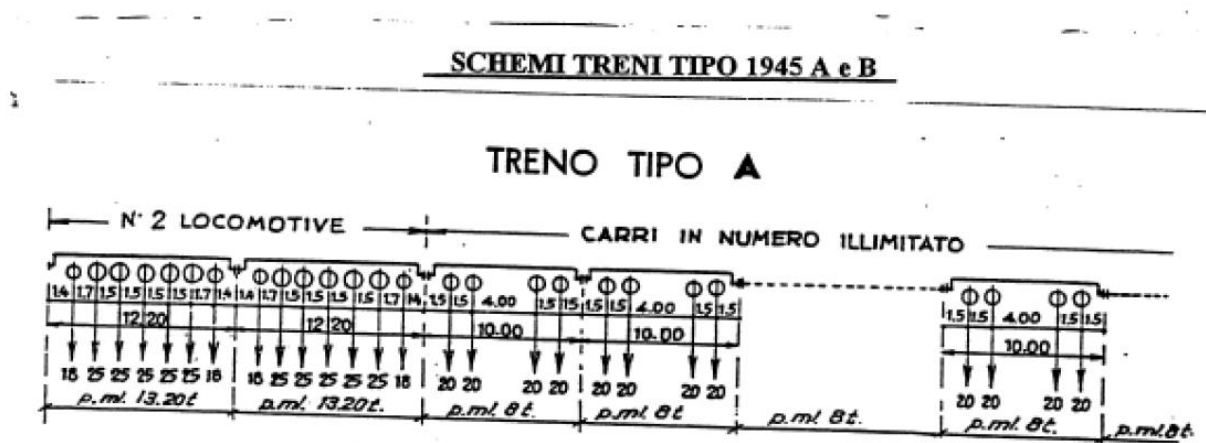 SCHEMI TRENI TIPO 1945 A e B
TRENO TIPO A
N° 2 LOCOMOTIVE CARRI IN NUMERO ILLIMITATO
1.4 1.7 1.5 1.5 1.5 1.5 1.7 1.4 1.4 1.7 1.5 1.5 1.5 1.5 1.7 14 1.5 1.5 4.00 1.5 15 1.5 1.5 4.00 1.5 1.5 1.5 1.5 4.00 1.5 1.5
12.20 12.20 10.00 10.00 10.00
18 25 25 25 25 25 18 18 25 25 25 25 25 18 20 20 20 20 20 20 20 20 20 20 20 20
p.ml. 13.20t. p.ml. 13.20t. p.ml. 8t. p.ml. 8t p.ml. 8t. p.ml. 8t. p.ml.8t.